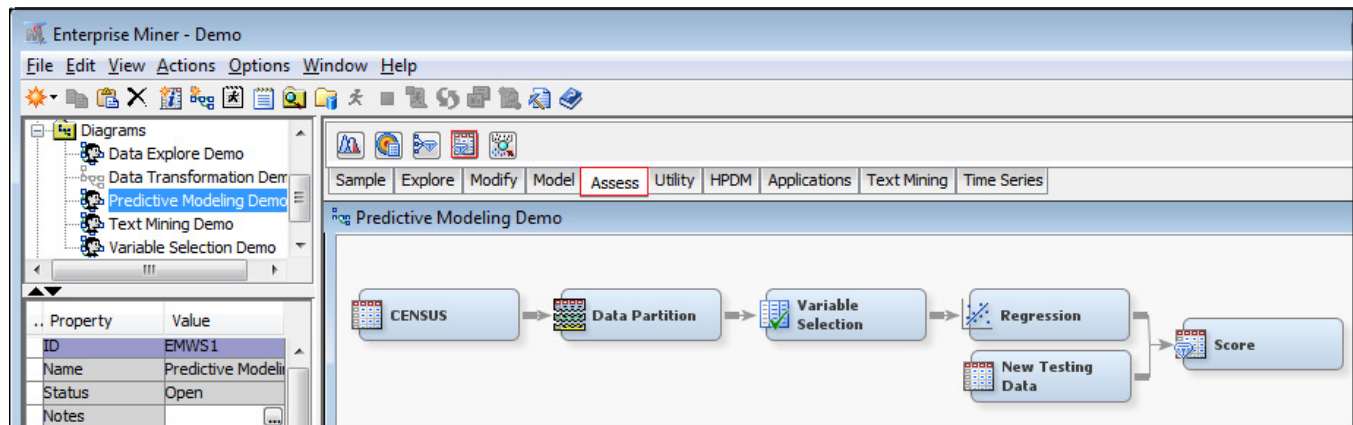 Enterprise Miner - Demo
File Edit View Actions Options Window Help
Diagrams
Data Explore Demo
Data Transformation Dem
Predictive Modeling Demo
Text Mining Demo
Variable Selection Demo
Sample Explore Modify Model Assess Utility HPDM Applications Text Mining Time Series
Predictive Modeling Demo
CENSUS
Data Partition
Variable
Selection
Regression
New Testing
Data
Score
.. Property Value
ID EMWS1
Name Predictive Modelin
Status Open
Notes ...